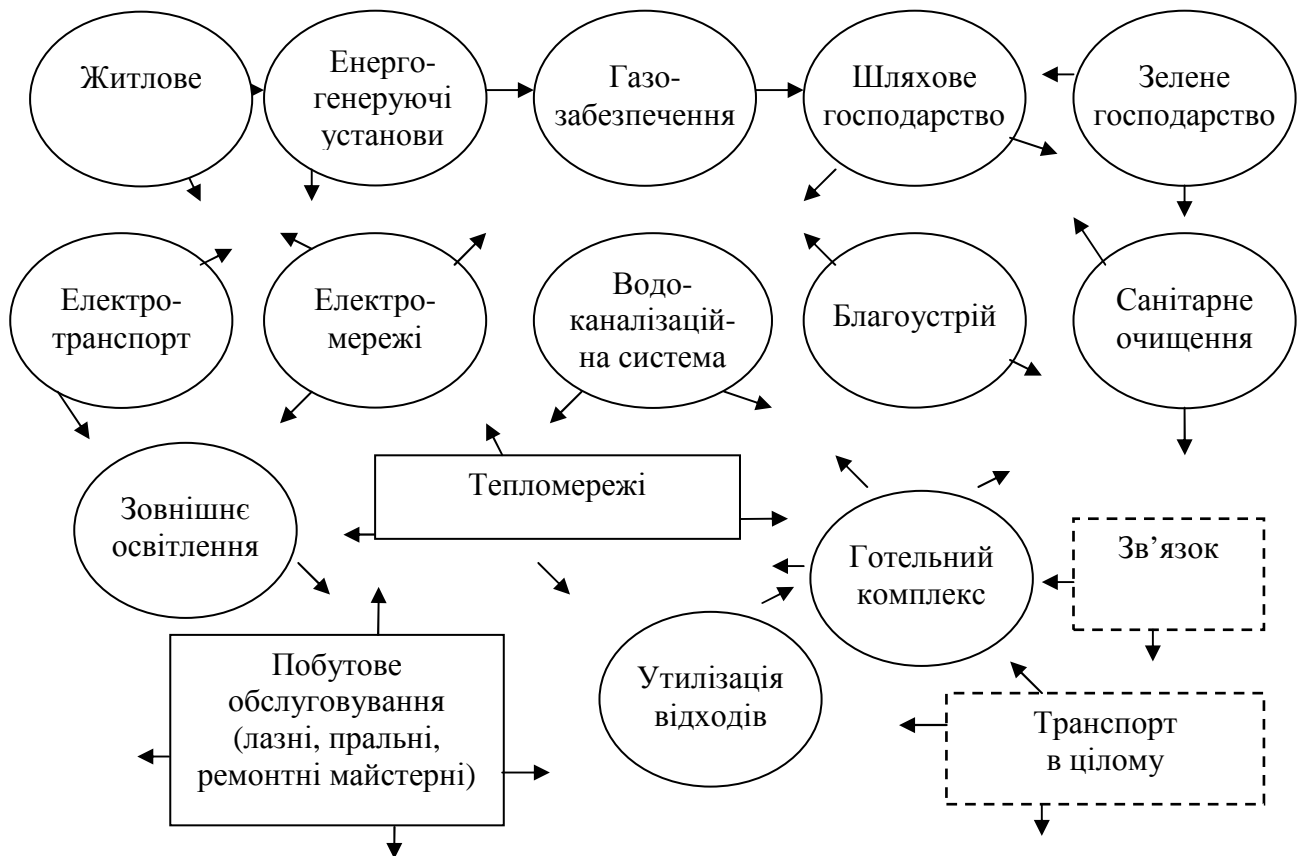 Житлове
Енерго-
генеруючі
установи
Газо-
забезпечення
Шляхове
господарство
Зелене
господарство
Електро-
транспорт
Електро-
мережі
Водо-
каналізацій-
на система
Благоустрій
Санітарне
очищення
Зовнішнє
освітлення
Тепломережі
Готельний
комплекс
Зв’язок
Побутове
обслуговування
(лазні, пральні,
ремонтні майстерні)
Утилізація
відходів
Транспорт
в цілому